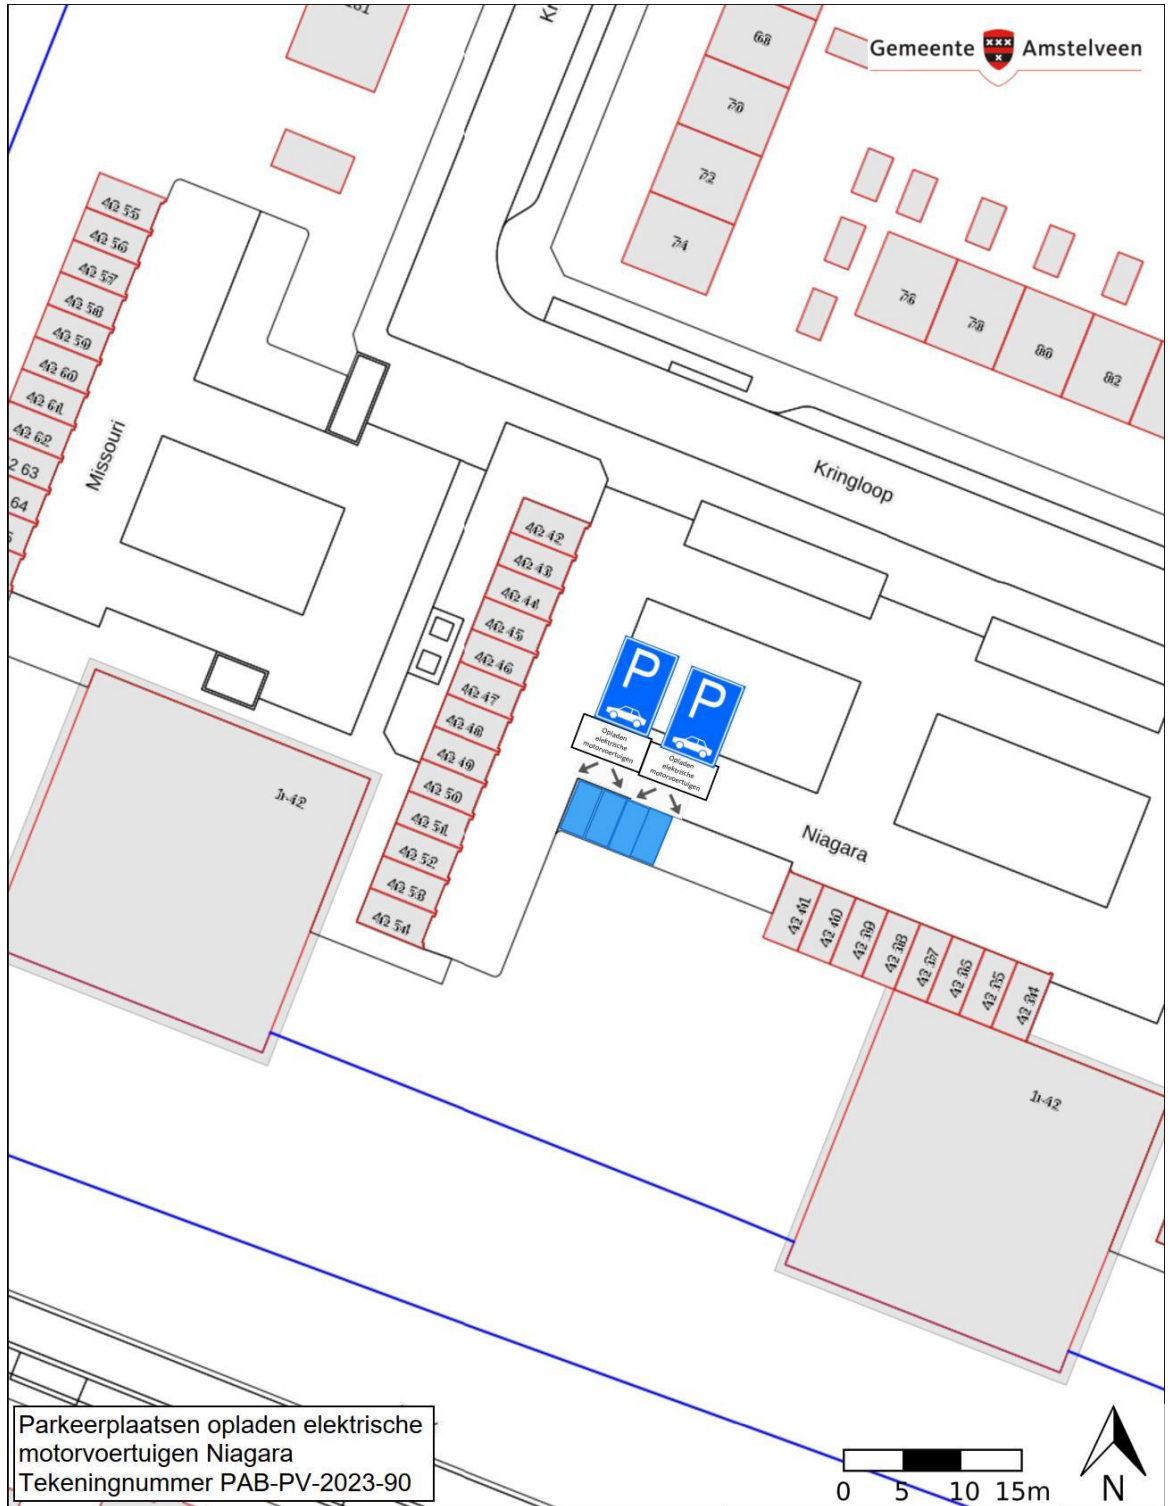 Gemeente Amstelveen
68
70
72
74
76
78
80
82
42 55
42 56
42 57
42 58
42 59
42 60
42 61
42 62
2 63
64
Missouri
Kringloop
42 42
42 43
42 44
42 45
42 46
42 47
42 48
42 49
42 50
42 51
42 52
42 53
42 54
P
P
Opladen
elektrische
motorvoertuigen
Opladen
elektrische
motorvoertuigen
1-42
Niagara
42 41
42 40
42 39
42 38
42 37
42 36
42 35
42 34
1-42
Parkeerplaatsen opladen elektrische
motorvoertuigen Niagara
Tekeningnummer PAB-PV-2023-90
0 5 10 15m
N